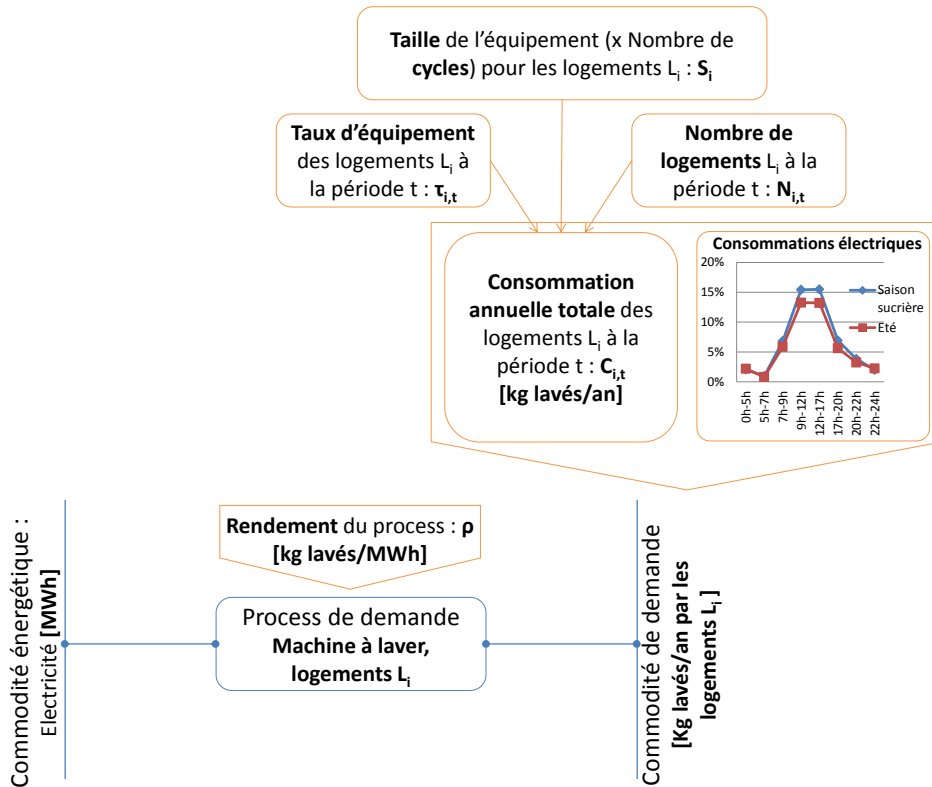 Taille de l'équipement (x Nombre de
cycles) pour les logements Li : Si
Taux d'équipement
des logements Li à
la période t : τi,t
Nombre de
logements Li à la
période t : Ni,t
Consommation
annuelle totale des
logements Li à la
période t : Ci,t
[kg lavés/an]
Consommations électriques
20%
15%
10%
5%
0%
Saison
sucrière
Eté
0h-5h
5h-7h
7h-9h
9h-12h
12h-17h
17h-20h
20h-22h
22h-24h
Commodité énergétique :
Electricité [MWh]
Rendement du process : ρ
[kg lavés/MWh]
Process de demande
Machine à laver,
logements Li
Commodité de demande
[Kg lavés/an par les
logements Li]